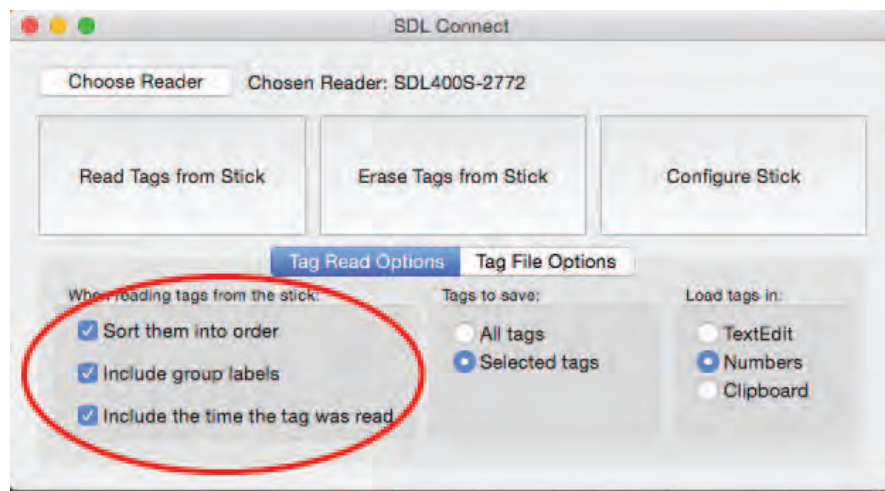 SDL Connect
Choose Reader Chosen Reader: SDL400S-2772
Read Tags from Stick Erase Tags from Stick Configure Stick
Tag Read Options Tag File Options
When reading tags from the stick: Tags to save: Load tags in:
Sort them into order All tags TextEdit
Include group labels Selected tags Numbers
Clipboard
Include the time the tag was read